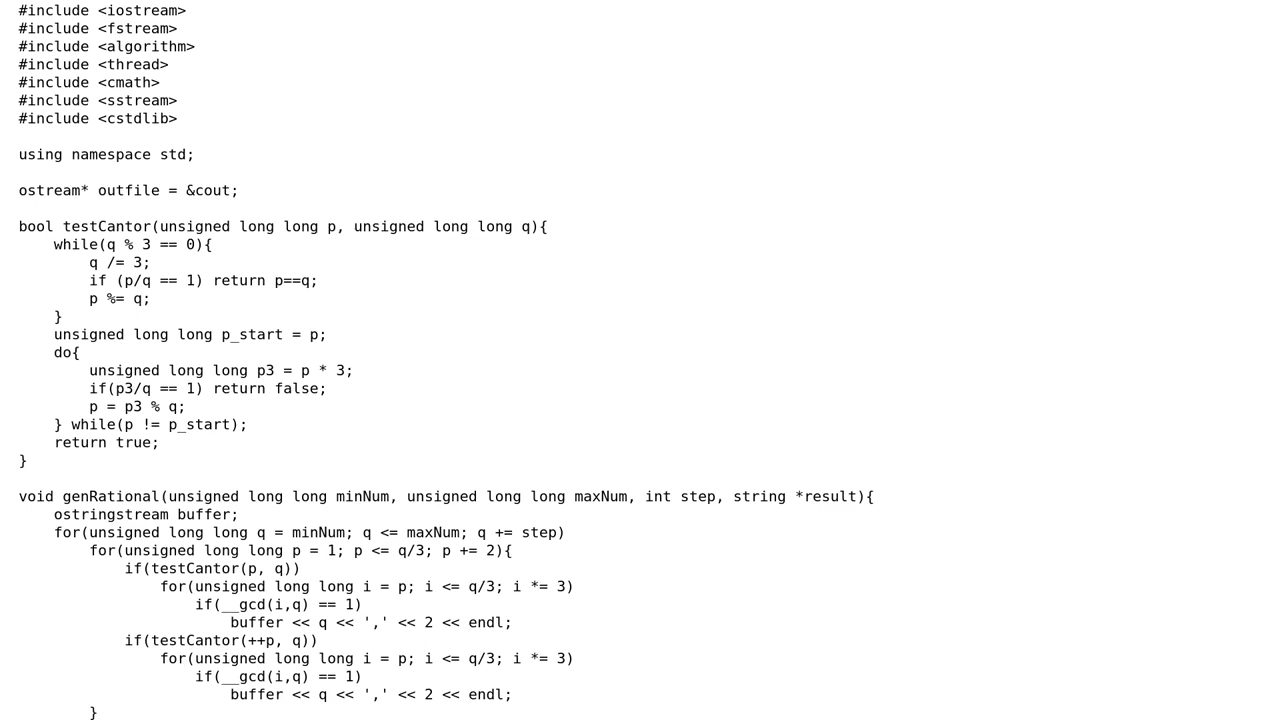 #include <iostream>
#include <fstream>
#include <algorithm>
#include <thread>
#include <cmath>
#include <sstream>
#include <cstdlib>

using namespace std;

ostream* outfile = &cout;

bool testCantor(unsigned long long p, unsigned long long q){
    while(q % 3 == 0){
        q /= 3;
        if (p/q == 1) return p==q;
        p %= q;
    }
    unsigned long long p_start = p;
    do{
        unsigned long long p3 = p * 3;
        if(p3/q == 1) return false;
        p = p3 % q;
    } while(p != p_start);
    return true;
}

void genRational(unsigned long long minNum, unsigned long long maxNum, int step, string *result){
    ostringstream buffer;
    for(unsigned long long q = minNum; q <= maxNum; q += step)
        for(unsigned long long p = 1; p <= q/3; p += 2){
            if(testCantor(p, q))
                for(unsigned long long i = p; i <= q/3; i *= 3)
                    if(__gcd(i,q) == 1)
                        buffer << q << ',' << 2 << endl;
            if(testCantor(++p, q))
                for(unsigned long long i = p; i <= q/3; i *= 3)
                    if(__gcd(i,q) == 1)
                        buffer << q << ',' << 2 << endl;
        }